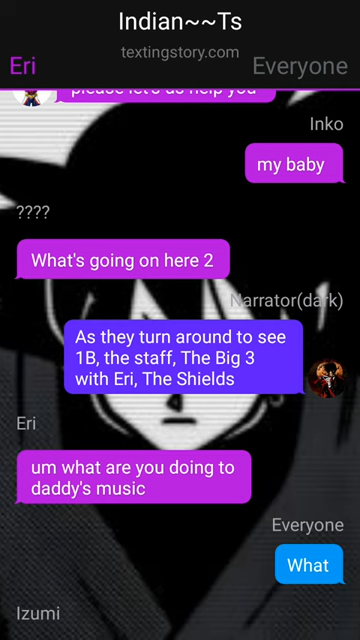 Indian~~Ts
textingstory.com
Eri
Everyone
please let's us help you
Inko
my baby
????
What's going on here 2
Narrator(dark)
As they turn around to see
1B, the staff, The Big 3
with Eri, The Shields
Eri
um what are you doing to
daddy's music
Everyone
What
Izumi